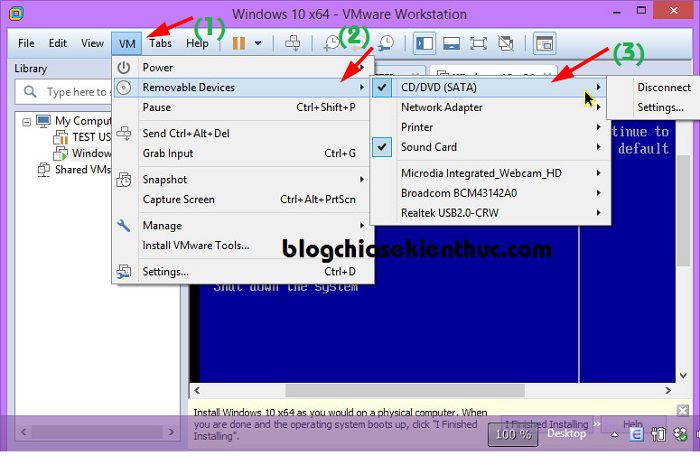 Windows 10 x64 - VMware Workstation
(1)
File Edit View VM Tabs Help
(2)
(3)
Library
Type here to s
My Compu
TEST US
Window
Shared VMs
Power
Removable Devices
Pause Ctrl+Shift+P
Send Ctrl+Alt+Del
Grab Input Ctrl+G
Snapshot
Capture Screen Ctrl+Alt+PrtScn
Manage
Install VMware Tools...
Settings... Ctrl+D
CD/DVD (SATA)
Network Adapter
Printer
Sound Card
Microdia Integrated_Webcam_HD
Broadcom BCM43142A0
Realtek USB2.0-CRW
Disconnect
Settings...
tinue to
default
blogchiasekienthuc.com
Shut down the system
Install Windows 10 x64 as you would on a physical computer. When
you are done and the operating system boots up, click "I Finished
Installing".
I Finished Installing
Help
100 %
Desktop